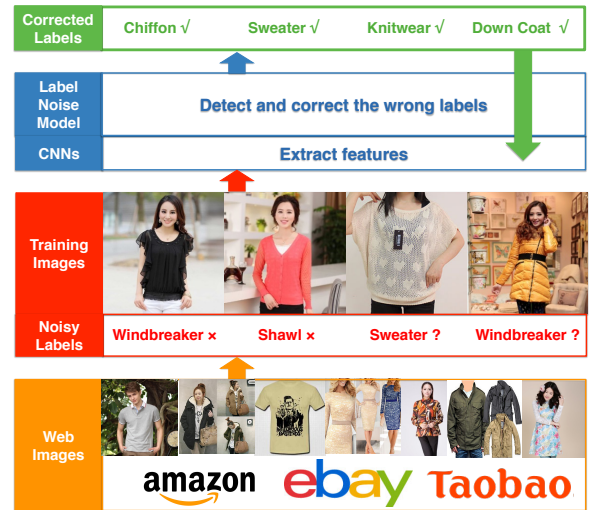 Corrected Labels
Chiffon √ Sweater √ Knitwear √ Down Coat √
Label Noise Model
Detect and correct the wrong labels
CNNs
Extract features
Training Images
Noisy Labels
Windbreaker × Shawl × Sweater ? Windbreaker ?
Web Images
amazon ebay Taobao